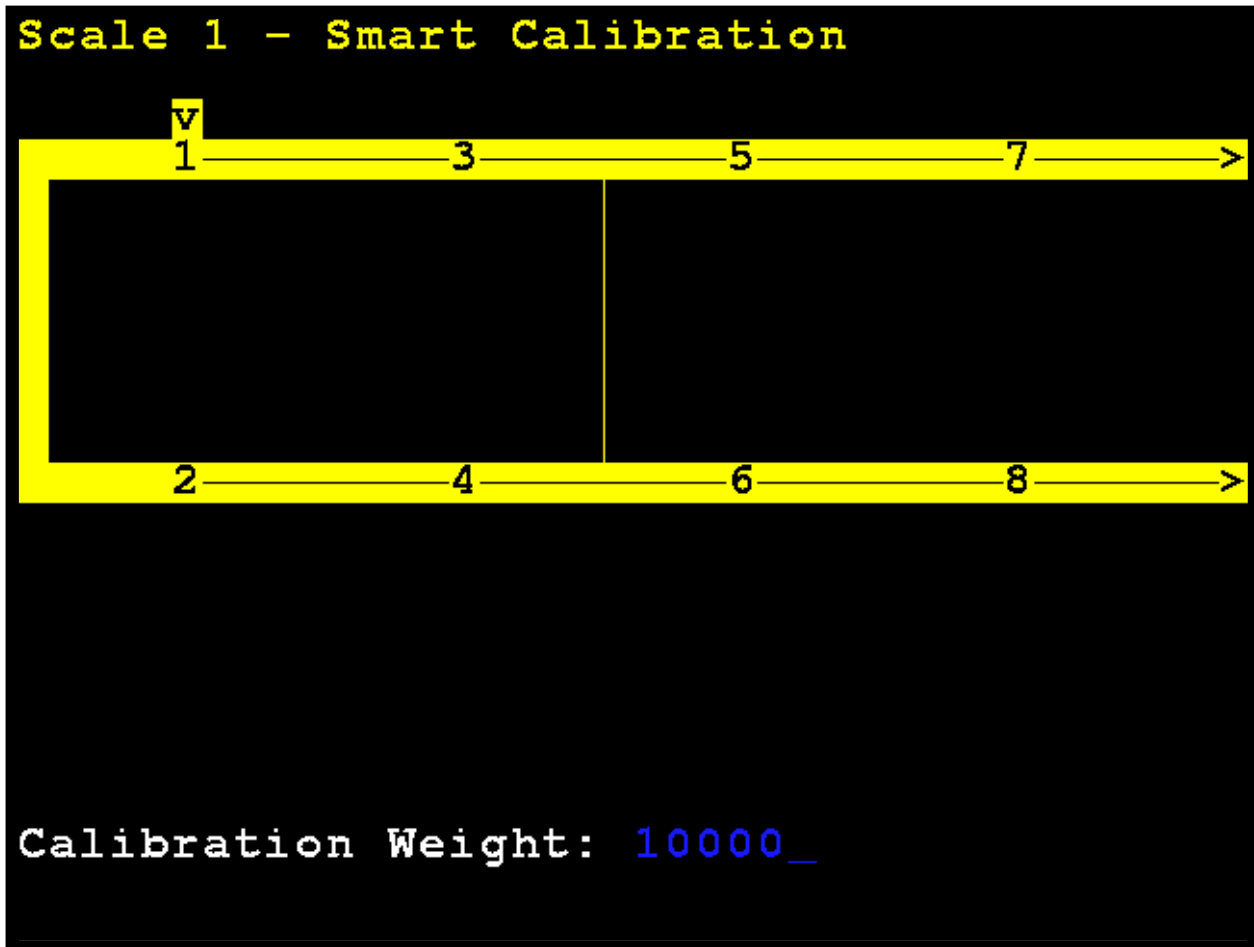 Scale 1 - Smart Calibration
v
1 3 5 7 >
2 4 6 8 >
Calibration Weight: 10000_